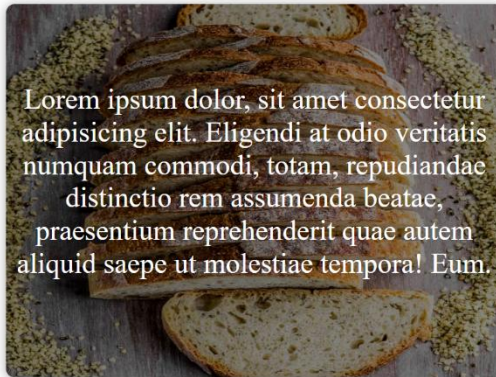 Lorem ipsum dolor, sit amet consectetur
adipisicing elit. Eligendi at odio veritatis
numquam commodi, totam, repudiandae
distinctio rem assumenda beatae,
praesentium reprehenderit quae autem
aliquid saepe ut molestiae tempora! Eum.